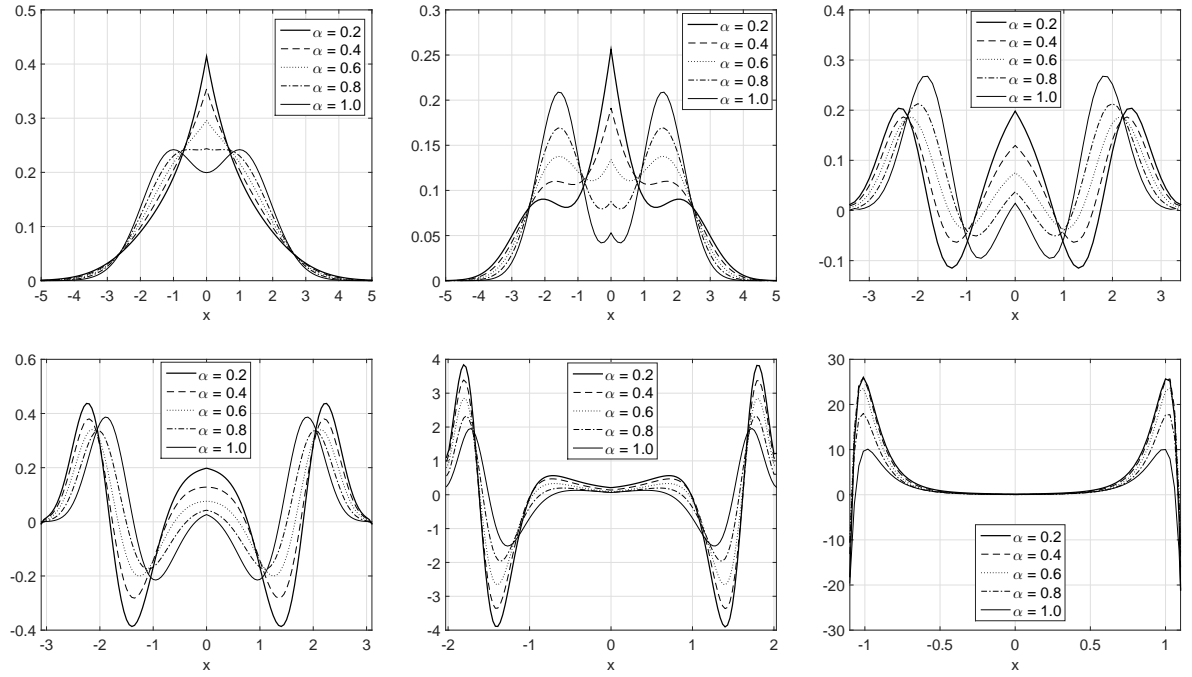 0.5
0.4
0.3
0.2
0.1
0
-5 -4 -3 -2 -1 0 1 2 3 4 5
x
α = 0.2
α = 0.4
α = 0.6
α = 0.8
α = 1.0
0.3
0.25
0.2
0.15
0.1
0.05
0
-5 -4 -3 -2 -1 0 1 2 3 4 5
x
α = 0.2
α = 0.4
α = 0.6
α = 0.8
α = 1.0
0.4
0.3
0.2
0.1
0
-0.1
-3 -2 -1 0 1 2 3
x
α = 0.2
α = 0.4
α = 0.6
α = 0.8
α = 1.0
0.6
0.4
0.2
0
-0.2
-0.4
-3 -2 -1 0 1 2 3
x
α = 0.2
α = 0.4
α = 0.6
α = 0.8
α = 1.0
4
3
2
1
0
-1
-2
-3
-4
2 -1 0 1 2
x
α = 0.2
α = 0.4
α = 0.6
α = 0.8
α = 1.0
30
20
10
0
-10
-20
-30
-1 -0.5 0 0.5 1
x
α = 0.2
α = 0.4
α = 0.6
α = 0.8
α = 1.0